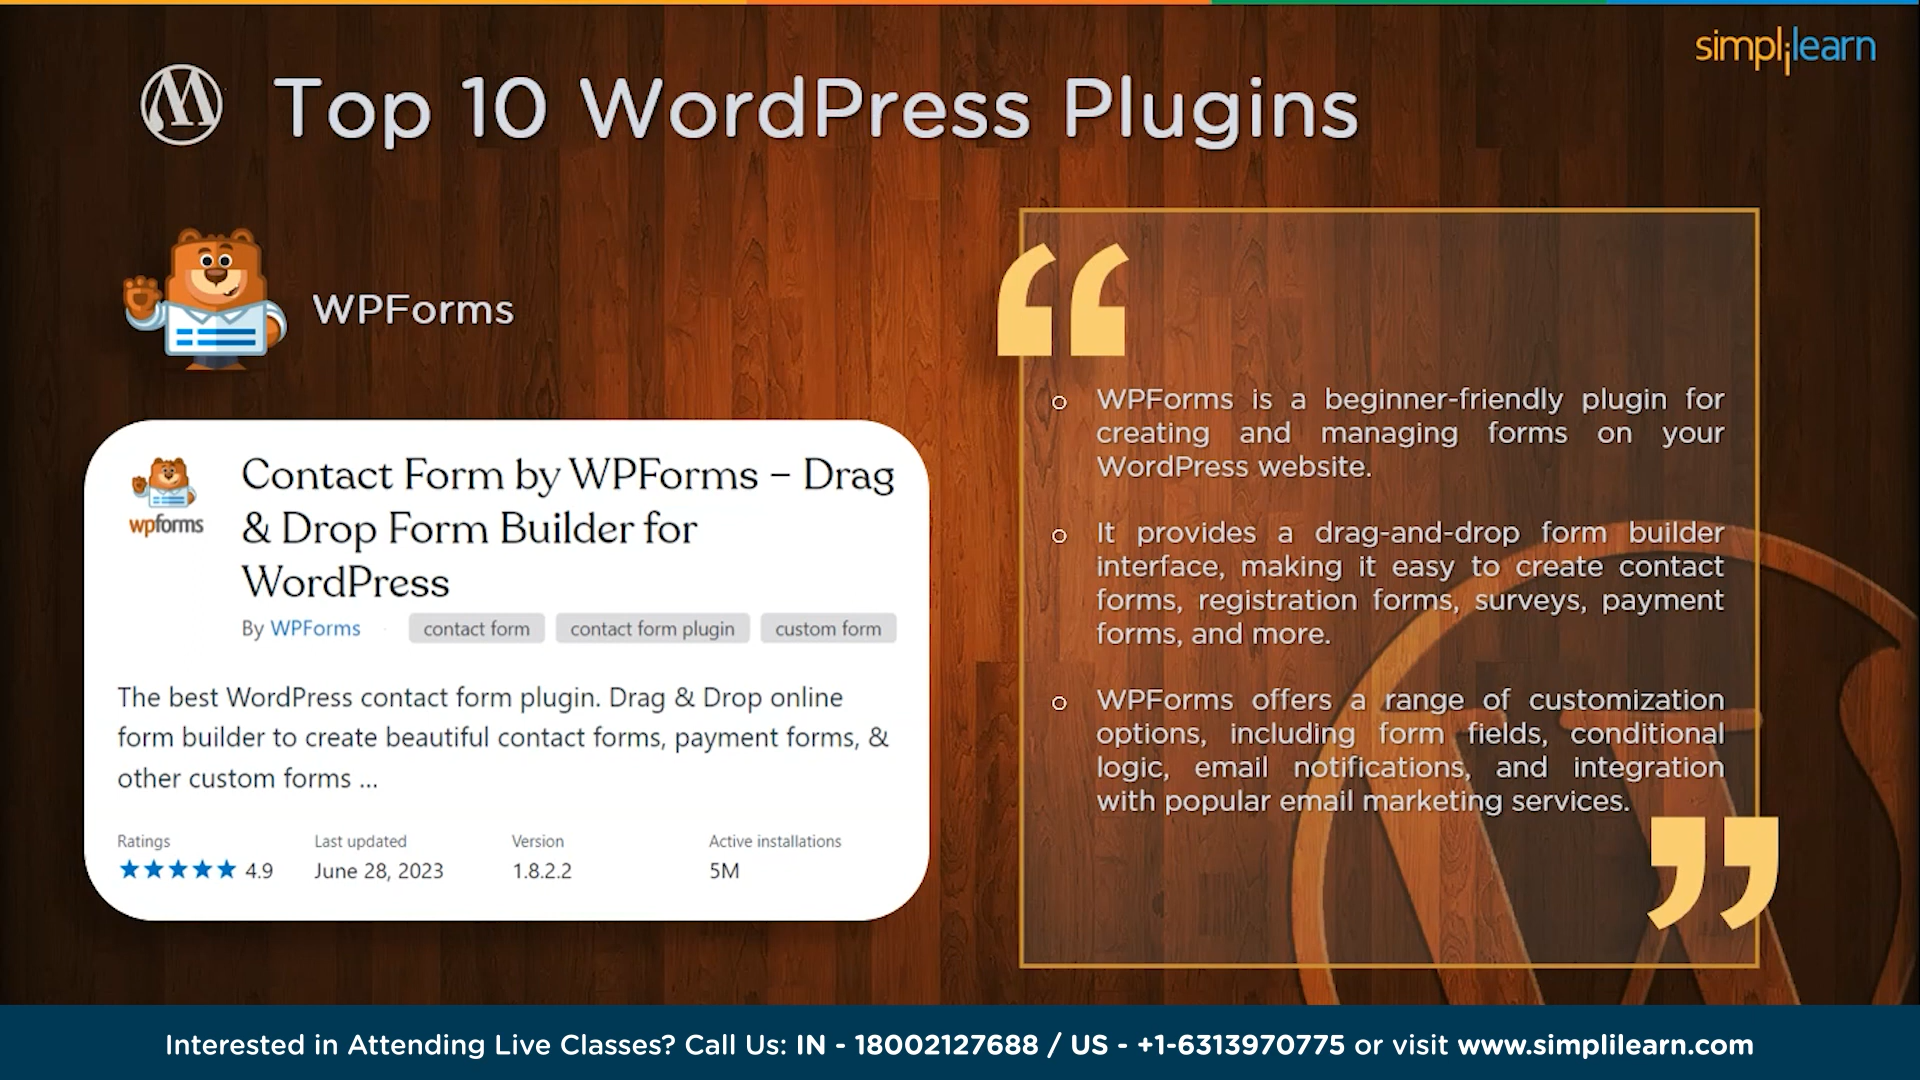 simplilearn
Top 10 WordPress Plugins
WPForms
wpforms
Contact Form by WPForms – Drag
& Drop Form Builder for
WordPress
By WPForms contact form contact form plugin custom form
The best WordPress contact form plugin. Drag & Drop online
form builder to create beautiful contact forms, payment forms, &
other custom forms ...
Ratings Last updated Version Active installations
4.9 June 28, 2023 1.8.2.2 5M
“
WPForms is a beginner-friendly plugin for
creating and managing forms on your
WordPress website.
It provides a drag-and-drop form builder
interface, making it easy to create contact
forms, registration forms, surveys, payment
forms, and more.
WPForms offers a range of customization
options, including form fields, conditional
logic, email notifications, and integration
with popular email marketing services.
”
Interested in Attending Live Classes? Call Us: IN - 18002127688 / US - +1-6313970775 or visit www.simplilearn.com